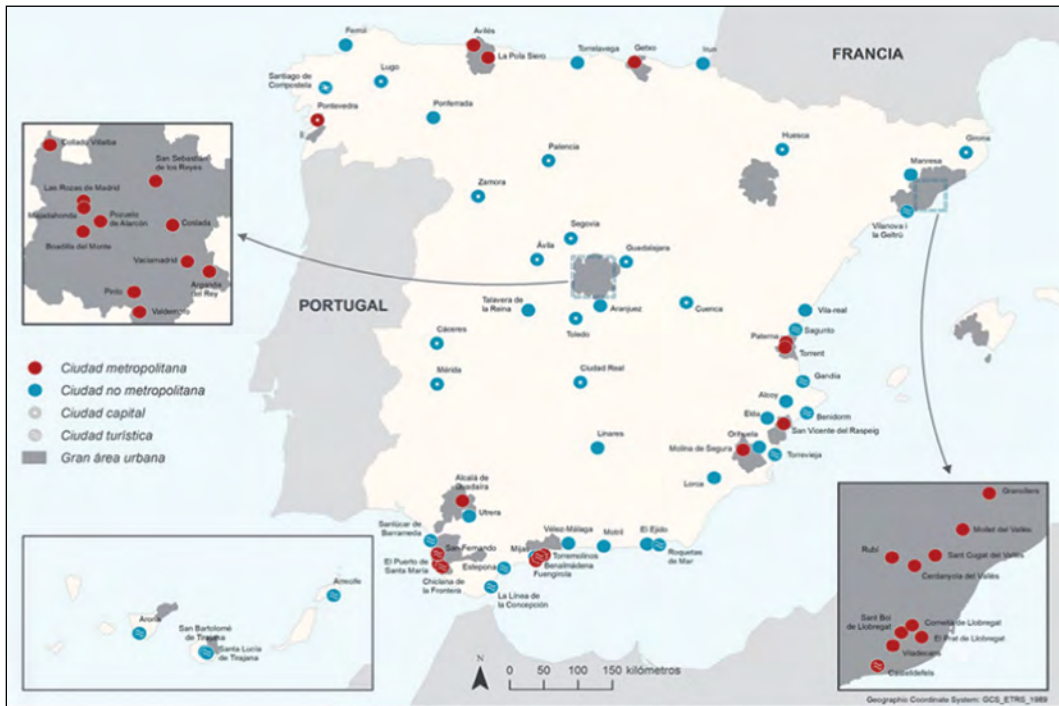 FRANCIA
PORTUGAL
Ferrol
Avilés
La Pola Siero
Torrelavega
Getxo
Irun
Lugo
Santiago de
Compostela
Pontevedra
Ponferrada
Palencia
Zamora
Huesca
Girona
Manresa
Vilanova i
la Geltrú
Segovia
Ávila
Guadalajara
Talavera de
la Reina
Aranjuez
Toledo
Cuenca
Cáceres
Mérida
Ciudad Real
Vila-real
Sagunto
Paterna
Torrent
Gandía
Alcoy
Benidorm
Elda
San Vicente del Raspeig
Orihuela
Molina de Segura
Torrevieja
Linares
Lorca
Alcalá de
Guadaíra
Utrera
Sanlúcar de
Barrameda
San Fernando
El Puerto de
Santa María
Chiclana de
la Frontera
Estepona
La Línea de
la Concepción
Mijas
Vélez-Málaga
Torremolinos
Benalmádena
Fuengirola
Motril
El Ejido
Roquetas
de Mar
Collado Villalba
San Sebastián
de los Reyes
Las Rozas de Madrid
Majadahonda
Pozuelo
de Alarcón
Coslada
Boadilla del Monte
Vaciamadrid
Arganda
del Rey
Pinto
Valdemoro
Ciudad metropolitana
Ciudad no metropolitana
Ciudad capital
Ciudad turística
Gran área urbana
Arrecife
Arona
San Bartolomé
de Tirajana
Santa Lucía
de Tirajana
N
0 50 100 150 kilómetros
Granollers
Mollet del Vallès
Rubí
Sant Cugat del Vallès
Cerdanyola del Vallès
Sant Boi
de Llobregat
Cornellà de Llobregat
El Prat de Llobregat
Viladecans
Castelldefels
Geographic Coordinate System: GCS_ETRS_1989